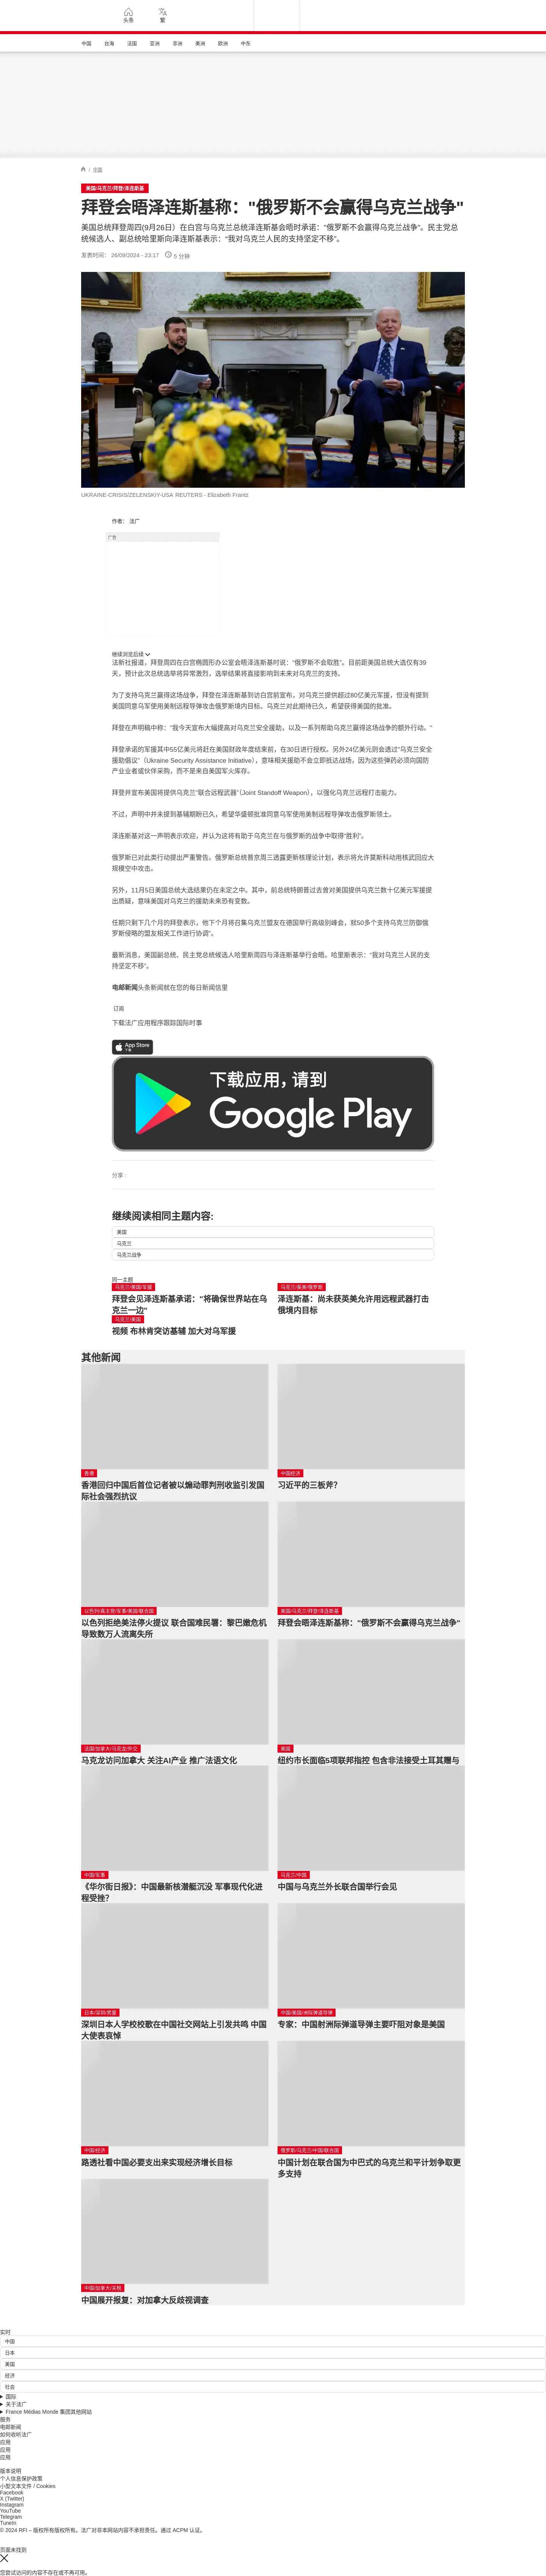 头条
繁
中国 台海 法国 亚洲 非洲 美洲 欧洲 中东
/ 中国
美国/乌克兰/拜登/泽连斯基
拜登会晤泽连斯基称："俄罗斯不会赢得乌克兰战争"
美国总统拜登周四(9月26日）在白宫与乌克兰总统泽连斯基会晤时承诺："俄罗斯不会赢得乌克兰战争"。民主党总
统候选人、副总统哈里斯向泽连斯基表示："我对乌克兰人民的支持坚定不移"。
发表时间： 26/09/2024 - 23:17 5 分钟
UKRAINE-CRISIS/ZELENSKIY-USA REUTERS - Elizabeth Frantz
作者： 法广
广告
继续浏览后续
法新社报道，拜登周四在白宫椭圆形办公室会晤泽连斯基时说："俄罗斯不会取胜"。目前距美国总统大选仅有39
天，预计此次总统选举将异常激烈，选举结果将直接影响到未来对乌克兰的支持。
为了支持乌克兰赢得这场战争，拜登在泽连斯基到访白宫前宣布，对乌克兰提供超过80亿美元军援，但没有提到
美国同意乌军使用美制远程导弹攻击俄罗斯境内目标。乌克兰对此期待已久，希望获得美国的批准。
拜登在声明稿中称："我今天宣布大幅提高对乌克兰安全援助，以及一系列帮助乌克兰赢得这场战争的额外行动。"
拜登承诺的军援其中55亿美元将赶在美国财政年度结束前，在30日进行授权。另外24亿美元则会透过"乌克兰安全
援助倡议"（Ukraine Security Assistance Initiative），意味相关援助不会立即抵达战场，因为这些弹药必须向国防
产业业者或伙伴采购，而不是来自美国军火库存。
拜登并宣布美国将提供乌克兰"联合远程武器"（Joint Standoff Weapon），以强化乌克兰远程打击能力。
不过，声明中并未提到基辅期盼已久，希望华盛顿批准同意乌军使用美制远程导弹攻击俄罗斯领土。
泽连斯基对这一声明表示欢迎，并认为这将有助于乌克兰在与俄罗斯的战争中取得"胜利"。
俄罗斯已对此类行动提出严重警告。俄罗斯总统普京周三透露更新核理论计划，表示将允许莫斯科动用核武回应大
规模空中攻击。
另外，11月5日美国总统大选结果仍在未定之中。其中，前总统特朗普过去曾对美国提供乌克兰数十亿美元军援提
出质疑，意味美国对乌克兰的援助未来恐有变数。
任期只剩下几个月的拜登表示，他下个月将召集乌克兰盟友在德国举行高级别峰会，就50多个支持乌克兰防御俄
罗斯侵略的盟友相关工作进行协调"。
最新消息，美国副总统、民主党总统候选人哈里斯周四与泽连斯基举行会晤。哈里斯表示："我对乌克兰人民的支
持坚定不移"。
电邮新闻头条新闻就在您的每日新闻信里
订阅
下载法广应用程序跟踪国际时事
App Store
下载应用，请到
Google Play
分享 :
继续阅读相同主题内容:
美国
乌克兰
乌克兰战争
同一主题
乌克兰/美国/军援
拜登会见泽连斯基承诺："将确保世界站在乌
克兰一边"
乌克兰/英美/俄罗斯
泽连斯基：尚未获英美允许用远程武器打击
俄境内目标
乌克兰/美国
视频 布林肯突访基辅 加大对乌军援
其他新闻
香港
香港回归中国后首位记者被以煽动罪判刑收监引发国
际社会强烈抗议
中国经济
习近平的三板斧?
以色列/真主党/军事/美国/联合国
以色列拒绝美法停火提议 联合国难民署：黎巴嫩危机
导致数万人流离失所
美国/乌克兰/拜登/泽连斯基
拜登会晤泽连斯基称："俄罗斯不会赢得乌克兰战争"
法国/加拿大/马克龙/外交
马克龙访问加拿大 关注AI产业 推广法语文化
美国
纽约市长面临5项联邦指控 包含非法接受土耳其赠与
中国/军事
《华尔街日报》：中国最新核潜艇沉没 军事现代化进
程受挫?
乌克兰/中国
中国与乌克兰外长联合国举行会见
日本/深圳/男童
深圳日本人学校校歌在中国社交网站上引发共鸣 中国
大使表哀悼
中国/美国/洲际弹道导弹
专家：中国射洲际弹道导弹主要吓阻对象是美国
中国/经济
路透社看中国必要支出来实现经济增长目标
俄罗斯/乌克兰/中国/联合国
中国计划在联合国为中巴式的乌克兰和平计划争取更
多支持
中国/加拿大/关税
中国展开报复：对加拿大反歧视调查
实时
中国
日本
美国
经济
社会
国际
关于法广
France Médias Monde 集团其他网站
服务
电邮新闻
如何收听法广
应用
应用
应用
版本说明
个人信息保护政策
小型文本文件 / Cookies
Facebook
X (Twitter)
Instagram
YouTube
Telegram
TuneIn
© 2024 RFI – 版权所有版权所有。法广对非本网站内容不承担责任。通过 ACPM 认证。
页面未找到
您尝试访问的内容不存在或不再可用。